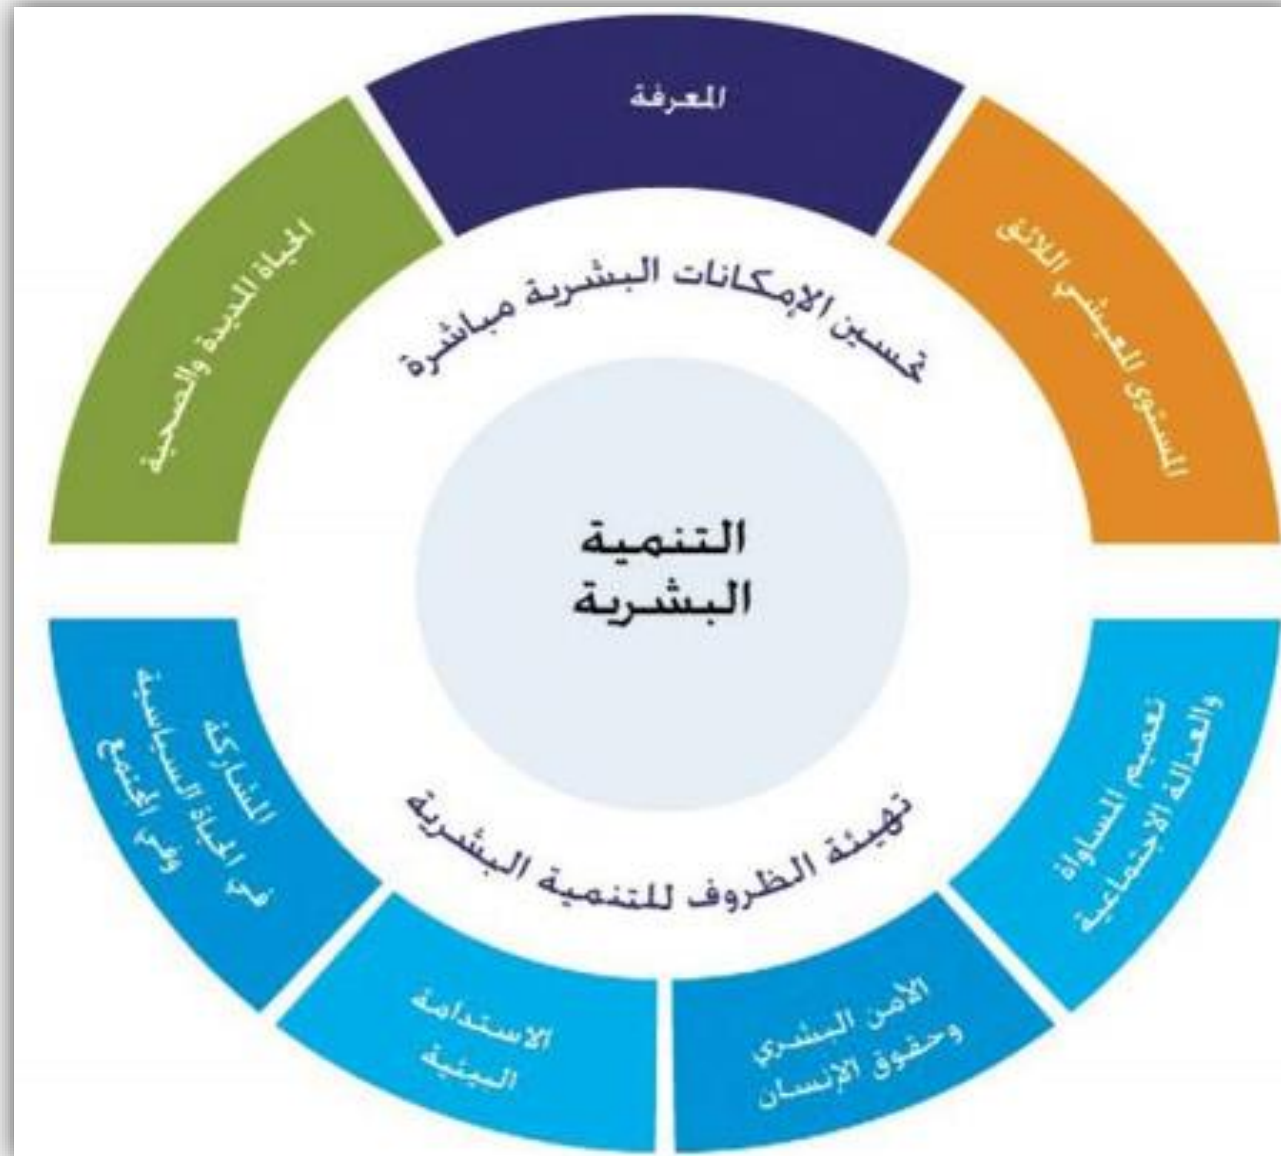 المعرفة
المستوى المعيشي اللائق
الحياة المديدة والصحية
تحسين الإمكانات البشرية مباشرة
التنمية
البشرية
تهيئة الظروف للتنمية البشرية
تعميم المساواة
والعدالة الاجتماعية
الأمن البشري
وحقوق الإنسان
الاستدامة
البيئية
المشاركة
في الحياة السياسية
وفي المجتمع